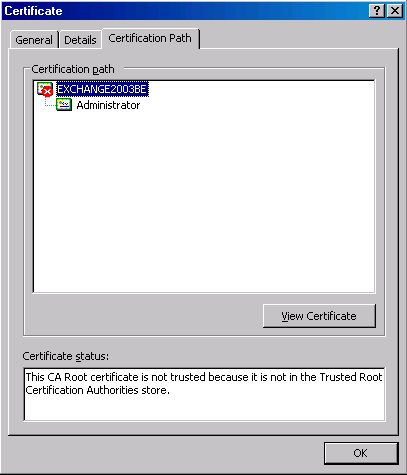 Certificate
General Details Certification Path
Certification path
EXCHANGE2003BE
Administrator
View Certificate
Certificate status:
This CA Root certificate is not trusted because it is not in the Trusted Root
Certification Authorities store.
OK